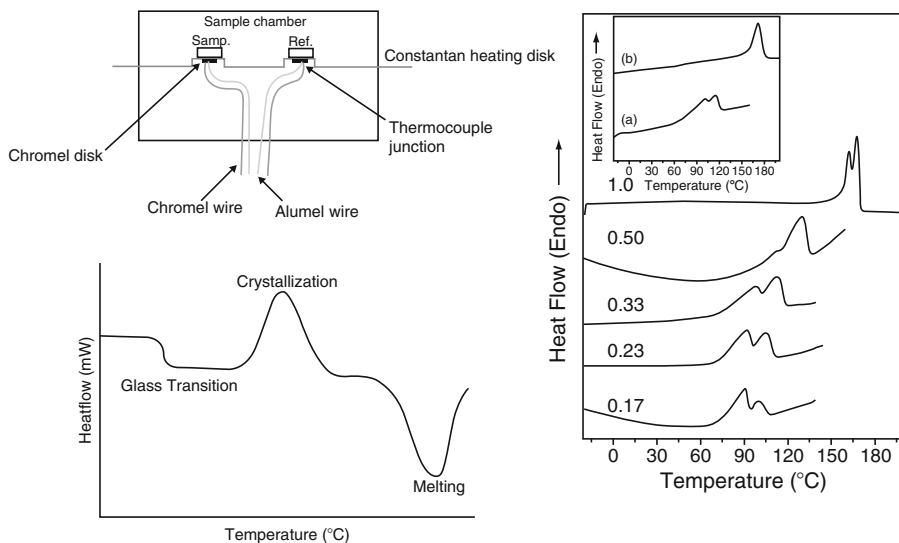 Sample chamber
Samp.
Ref.
Constantan heating disk
Chromel disk
Thermocouple
junction
Chromel wire
Alumel wire
Crystallization
Glass Transition
Melting
Heatflow (mW)
Temperature (°C)
Heat Flow (Endo)
(b)
(a)
0 30 60 90 120 150 180
Temperature (°C)
1.0
0.50
0.33
0.23
0.17
Heat Flow (Endo)
0 30 60 90 120 150 180
Temperature (°C)